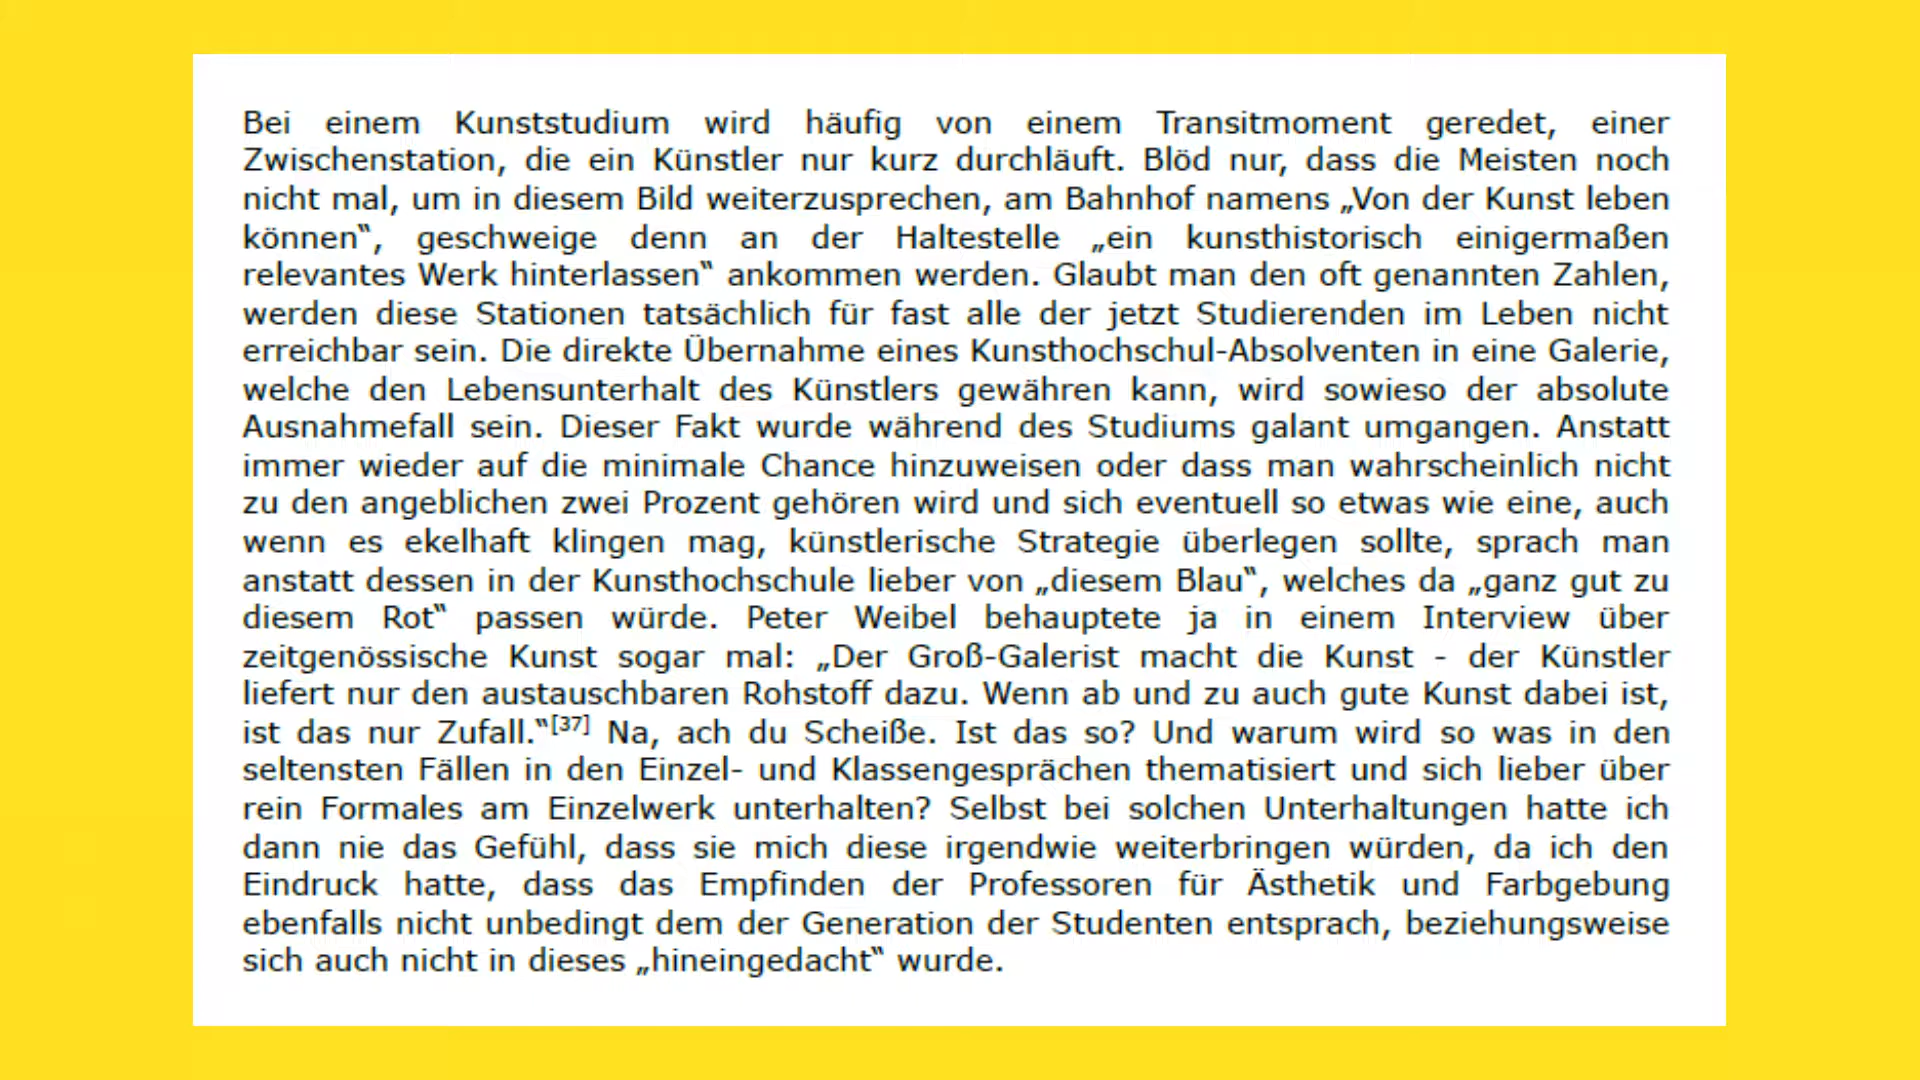 Bei einem Kunststudium wird häufig von einem Transitmoment geredet, einer
Zwischenstation, die ein Künstler nur kurz durchläuft. Blöd nur, dass die Meisten noch
nicht mal, um in diesem Bild weiterzusprechen, am Bahnhof namens „Von der Kunst leben
können‟, geschweige denn an der Haltestelle „ein kunsthistorisch einigermaßen
relevantes Werk hinterlassen‟ ankommen werden. Glaubt man den oft genannten Zahlen,
werden diese Stationen tatsächlich für fast alle der jetzt Studierenden im Leben nicht
erreichbar sein. Die direkte Übernahme eines Kunsthochschul-Absolventen in eine Galerie,
welche den Lebensunterhalt des Künstlers gewähren kann, wird sowieso der absolute
Ausnahmefall sein. Dieser Fakt wurde während des Studiums galant umgangen. Anstatt
immer wieder auf die minimale Chance hinzuweisen oder dass man wahrscheinlich nicht
zu den angeblichen zwei Prozent gehören wird und sich eventuell so etwas wie eine, auch
wenn es ekelhaft klingen mag, künstlerische Strategie überlegen sollte, sprach man
anstatt dessen in der Kunsthochschule lieber von „diesem Blau‟, welches da „ganz gut zu
diesem Rot‟ passen würde. Peter Weibel behauptete ja in einem Interview über
zeitgenössische Kunst sogar mal: „Der Groß-Galerist macht die Kunst - der Künstler
liefert nur den austauschbaren Rohstoff dazu. Wenn ab und zu auch gute Kunst dabei ist,
ist das nur Zufall.‟[37] Na, ach du Scheiße. Ist das so? Und warum wird so was in den
seltensten Fällen in den Einzel- und Klassengesprächen thematisiert und sich lieber über
rein Formales am Einzelwerk unterhalten? Selbst bei solchen Unterhaltungen hatte ich
dann nie das Gefühl, dass sie mich diese irgendwie weiterbringen würden, da ich den
Eindruck hatte, dass das Empfinden der Professoren für Ästhetik und Farbgebung
ebenfalls nicht unbedingt dem der Generation der Studenten entsprach, beziehungsweise
sich auch nicht in dieses „hineingedacht‟ wurde.